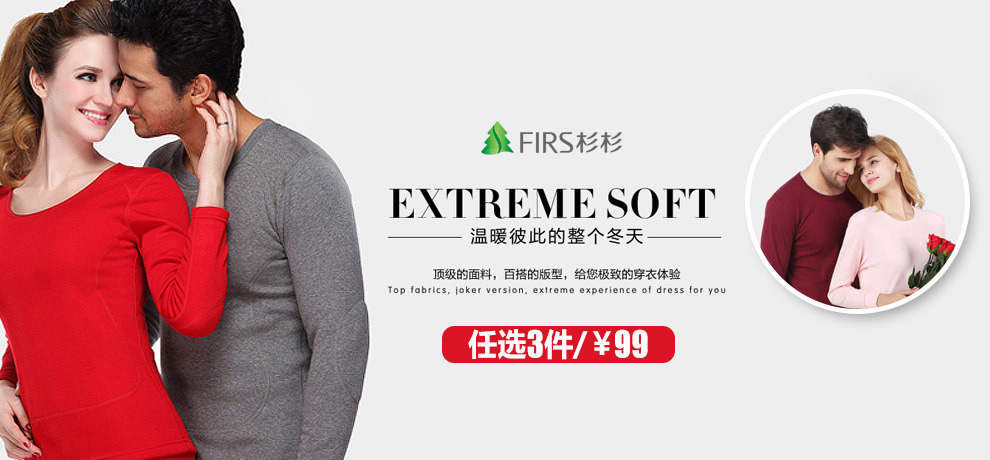 FIRS杉杉
EXTREME SOFT
温暖彼此的整个冬天
顶级的面料，百搭的版型，给您极致的穿衣体验
Top fabrics, joker version, extreme experience of dress for you
任选3件/￥99